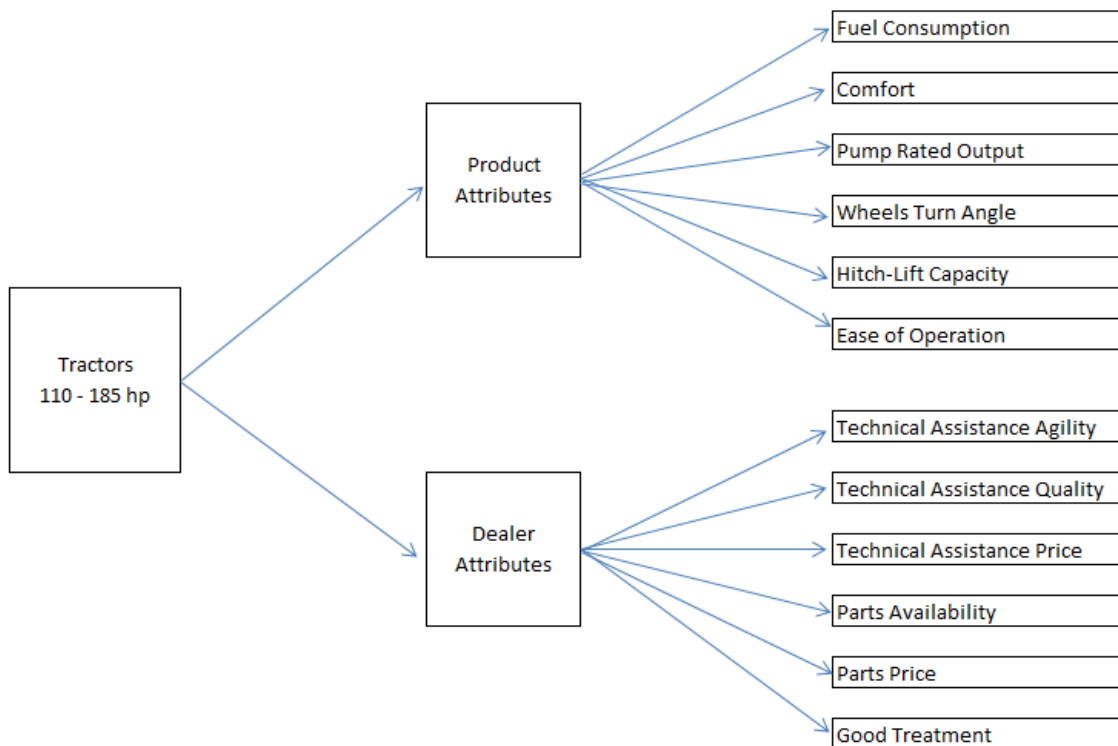 Tractors
110 - 185 hp
Product
Attributes
Fuel Consumption
Comfort
Pump Rated Output
Wheels Turn Angle
Hitch-Lift Capacity
Ease of Operation
Dealer
Attributes
Technical Assistance Agility
Technical Assistance Quality
Technical Assistance Price
Parts Availability
Parts Price
Good Treatment